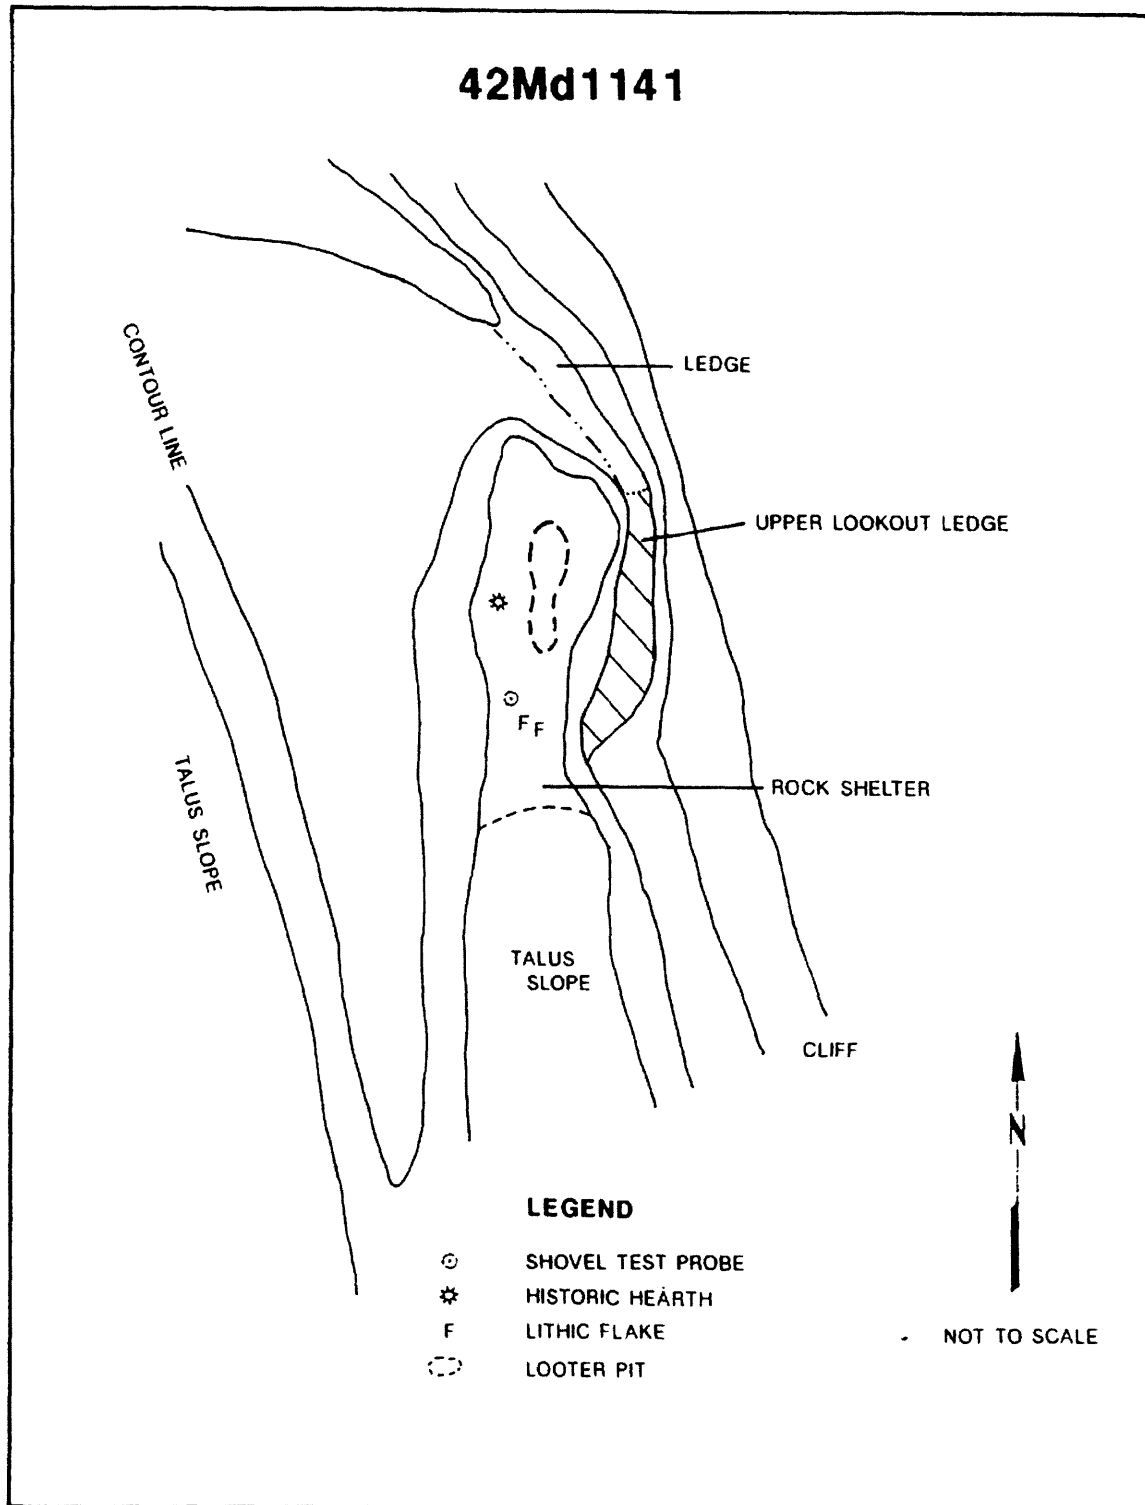 42Md1141
LEDGE
CONTOUR LINE
UPPER LOOKOUT LEDGE
F F
ROCK SHELTER
TALUS SLOPE
TALUS
SLOPE
CLIFF
N
LEGEND
SHOVEL TEST PROBE
HISTORIC HEARTH
F LITHIC FLAKE
LOOTER PIT
NOT TO SCALE